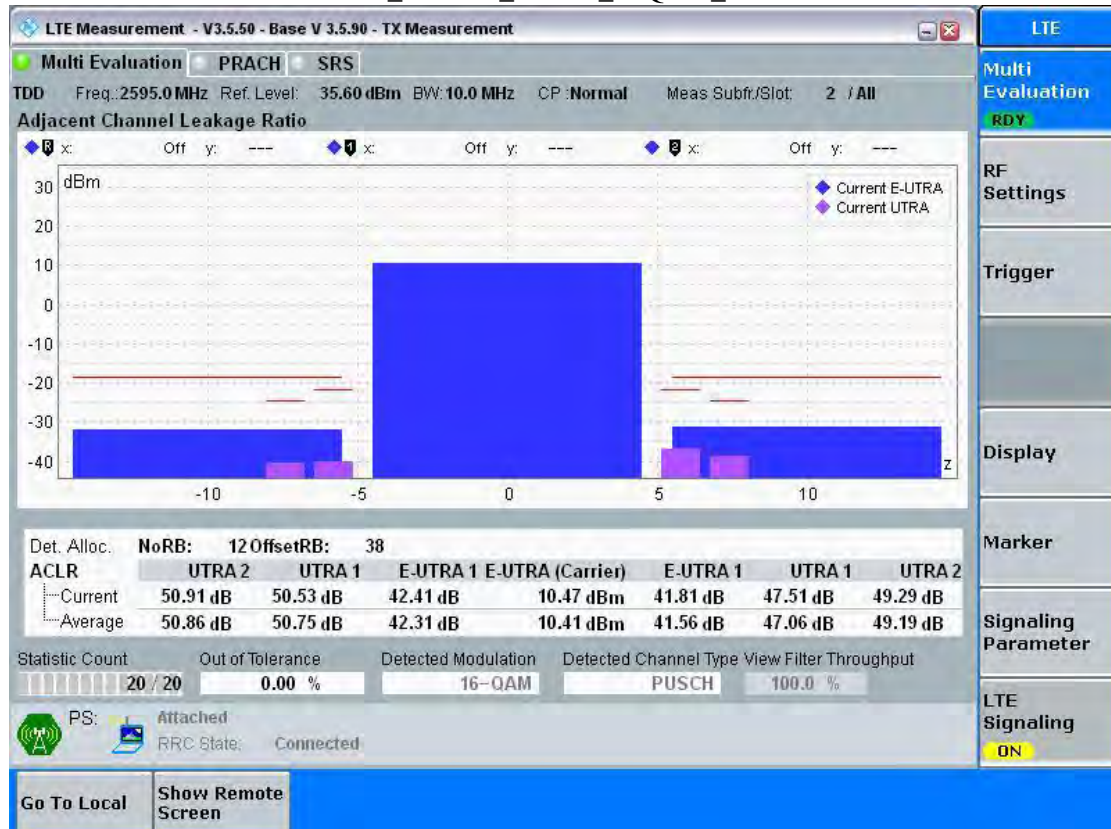 LTE Measurement - V3.5.50 - Base V 3.5.90 - TX Measurement
LTE
Multi Evaluation PRACH SRS
Multi Evaluation
RDY
TDD Freq.:2595.0 MHz Ref. Level: 35.60 dBm BW:10.0 MHz CP :Normal Meas Subfr./Slot: 2 / All
Adjacent Channel Leakage Ratio
R x: Off y: --- 1 x: Off y: --- 2 x: Off y: ---
dBm
Current E-UTRA
Current UTRA
30
20
10
0
-10
-20
-30
-40
z
-10 -5 0 5 10
RF Settings
Trigger
Display
Marker
Signaling Parameter
LTE Signaling
ON
Det. Alloc. NoRB: 12 OffsetRB: 38
ACLR UTRA 2 UTRA 1 E-UTRA 1 E-UTRA (Carrier) E-UTRA 1 UTRA 1 UTRA 2
Current 50.91 dB 50.53 dB 42.41 dB 10.47 dBm 41.81 dB 47.51 dB 49.29 dB
Average 50.86 dB 50.75 dB 42.31 dB 10.41 dBm 41.56 dB 47.06 dB 49.19 dB
Statistic Count Out of Tolerance Detected Modulation Detected Channel Type View Filter Throughput
20 / 20 0.00 % 16-QAM PUSCH 100.0 %
PS: Attached
RRC State: Connected
Go To Local
Show Remote Screen